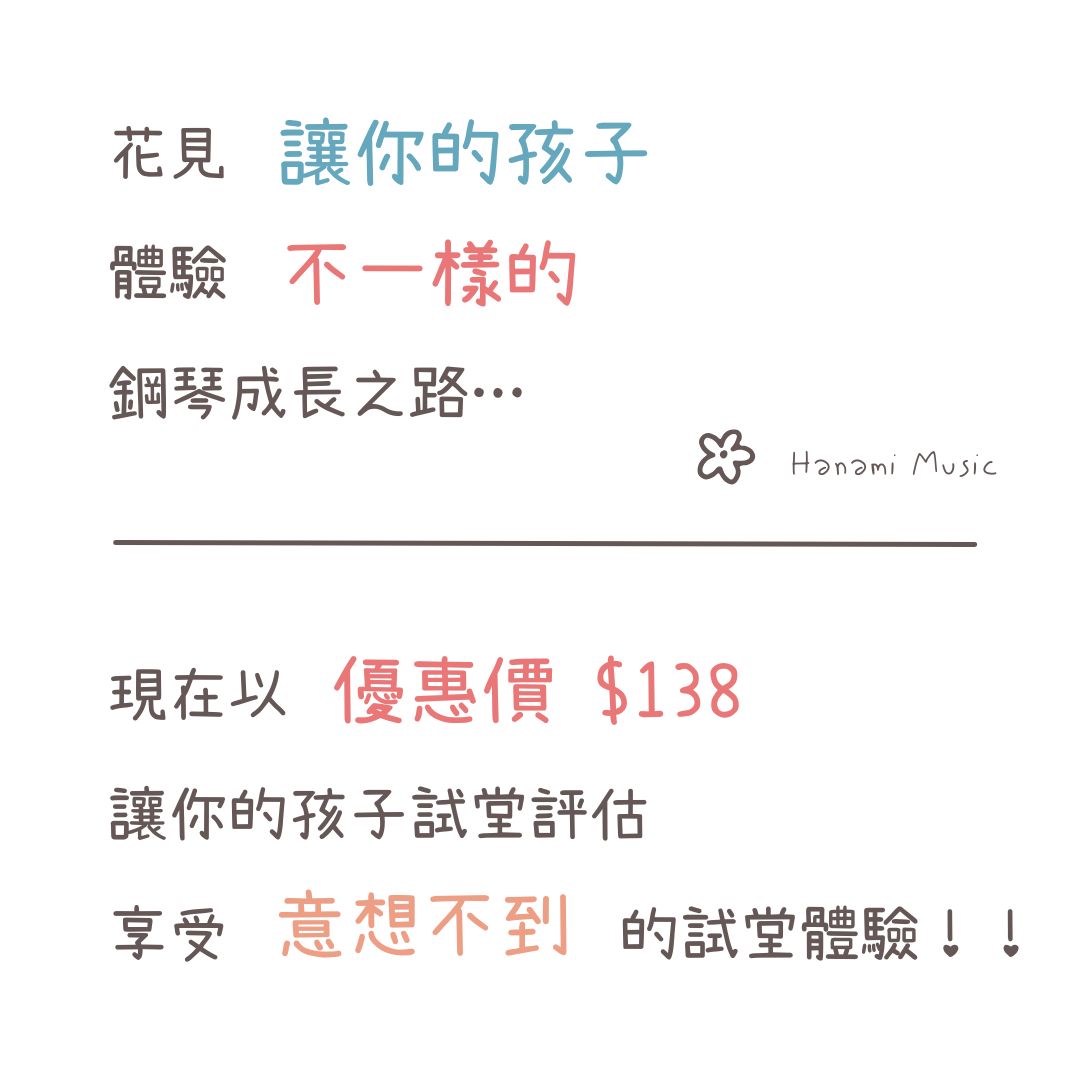 花見 讓你的孩子
體驗 不一樣的
鋼琴成長之路…
Hanami Music
現在以 優惠價 $138
讓你的孩子試堂評估
享受 意想不到 的試堂體驗！！